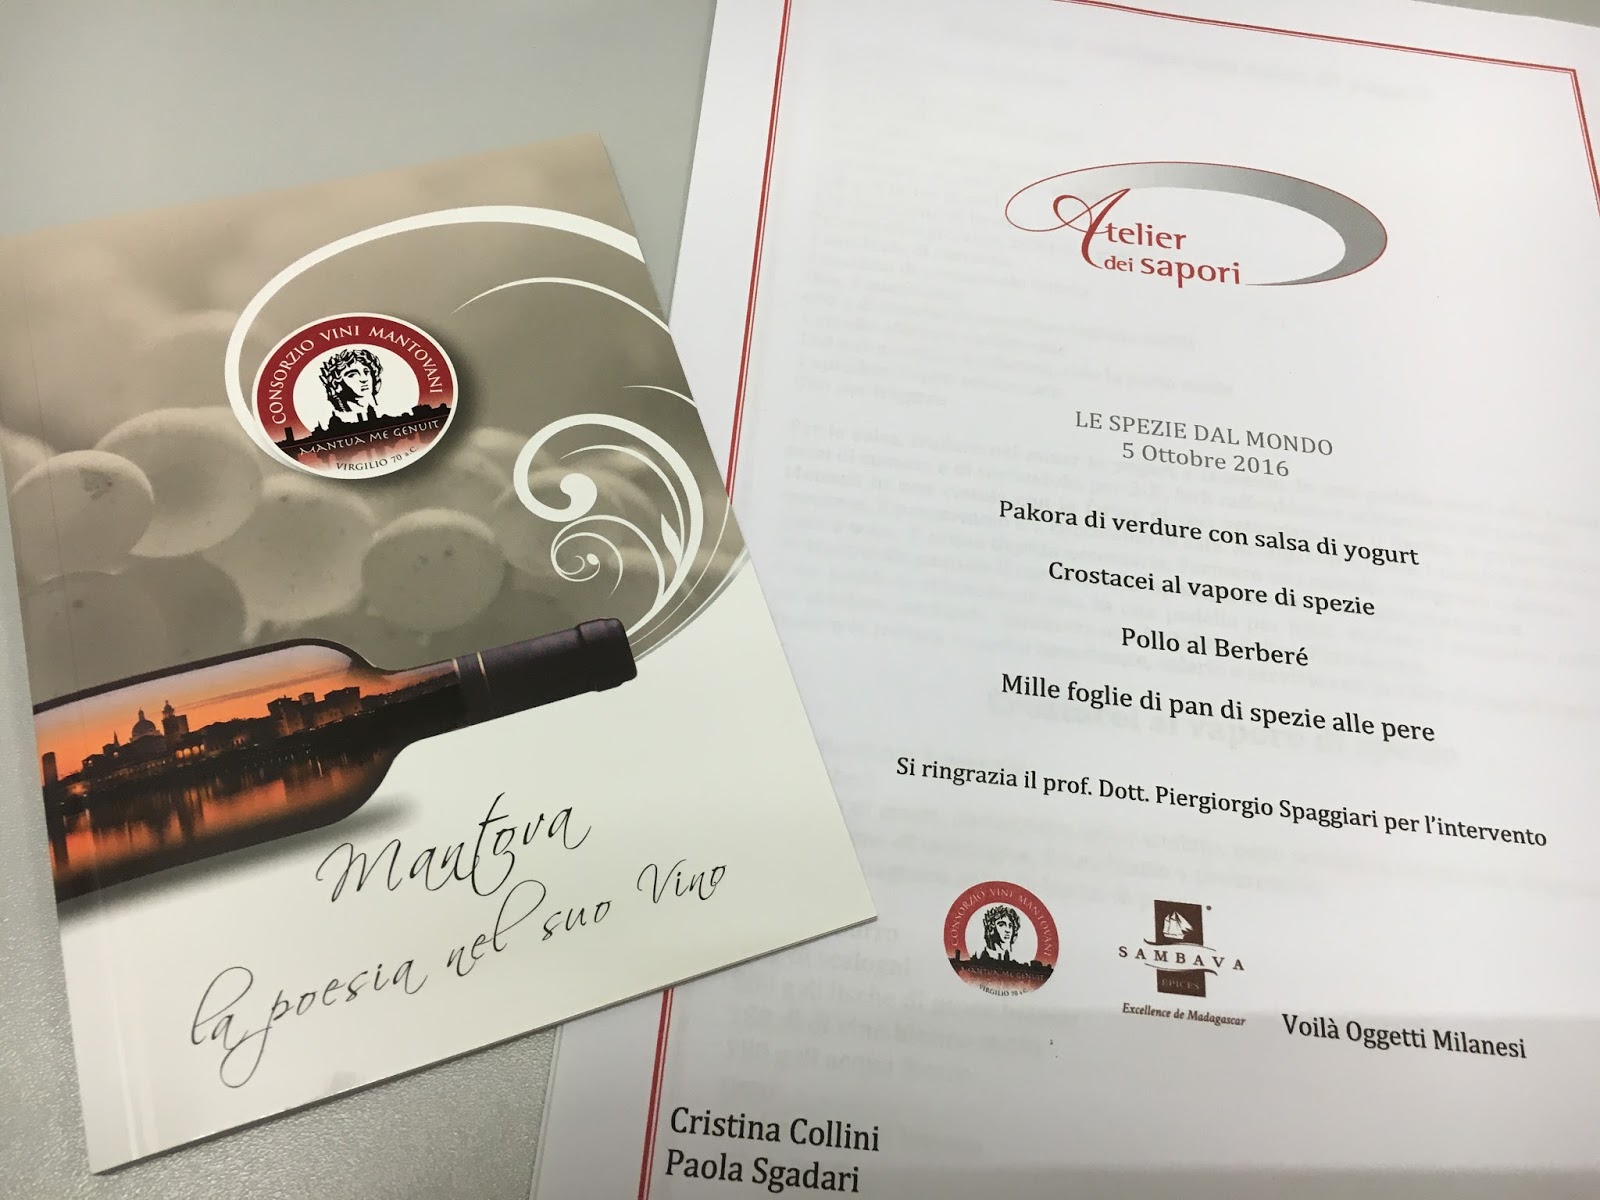 CONSORZIO VINI MANTOVANI
MANTUA ME GENUIT
VIRGILIO 70 a.C.
Mantova
la poesia nel suo Vino
Atelier
dei sapori
LE SPEZIE DAL MONDO
5 Ottobre 2016
Pakora di verdure con salsa di yogurt
Crostacei al vapore di spezie
Pollo al Berberé
Mille foglie di pan di spezie alle pere
Si ringrazia il prof. Dott. Piergiorgio Spaggiari per l'intervento
CONSORZIO VINI MANTOVANI
MANTUA ME GENUIT
VIRGILIO 70 a.C.
SAMBAVA
EPICES
Excellence de Madagascar
Voilà Oggetti Milanesi
Cristina Collini
Paola Sgadari